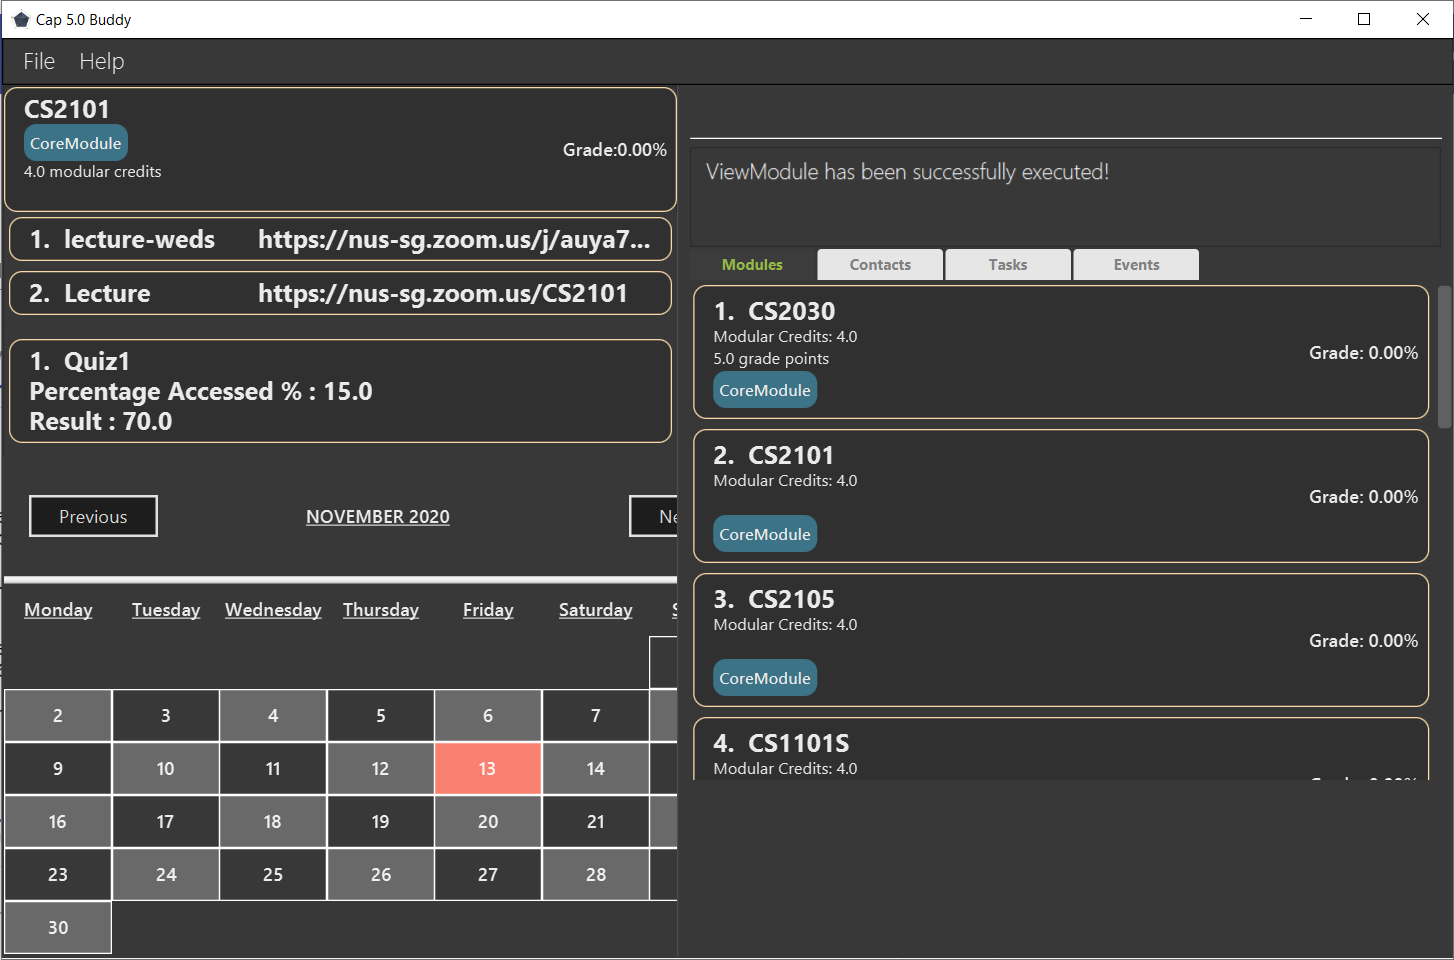 Cap 5.0 Buddy
File Help
CS2101
CoreModule
Grade:0.00%
4.0 modular credits
1. lecture-weds https://nus-sg.zoom.us/j/auya7...
2. Lecture https://nus-sg.zoom.us/CS2101
1. Quiz1
Percentage Accessed % : 15.0
Result : 70.0
Previous NOVEMBER 2020 Ne
Monday Tuesday Wednesday Thursday Friday Saturday S
2 3 4 5 6 7
9 10 11 12 13 14
16 17 18 19 20 21
23 24 25 26 27 28
30
ViewModule has been successfully executed!
Modules Contacts Tasks Events
1. CS2030
Modular Credits: 4.0
5.0 grade points
Grade: 0.00%
CoreModule
2. CS2101
Modular Credits: 4.0
Grade: 0.00%
CoreModule
3. CS2105
Modular Credits: 4.0
Grade: 0.00%
CoreModule
4. CS1101S
Modular Credits: 4.0